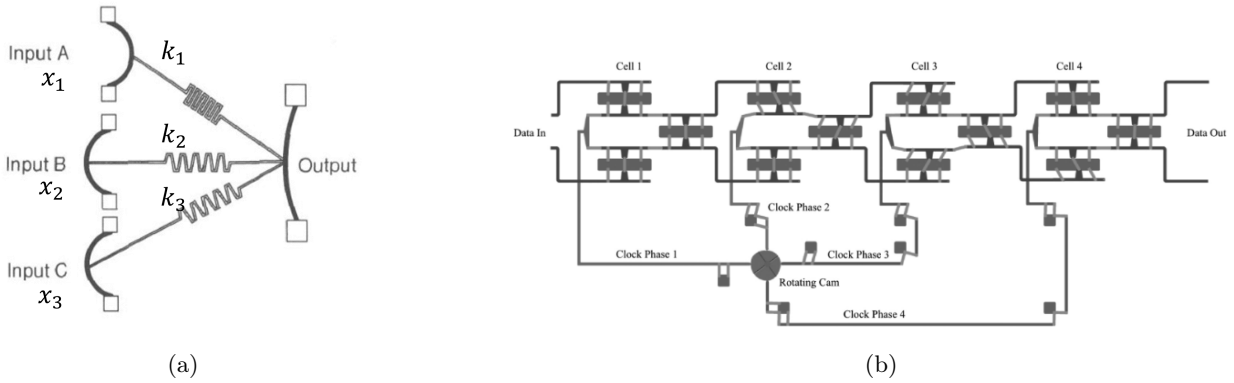 Input A
x₁
k₁
Input B
x₂
k₂
Output
k₃
Input C
x₃
(a)
Cell 1
Cell 2
Cell 3
Cell 4
Data In
Data Out
Clock Phase 2
Clock Phase 1
Clock Phase 3
Rotating Cam
Clock Phase 4
(b)